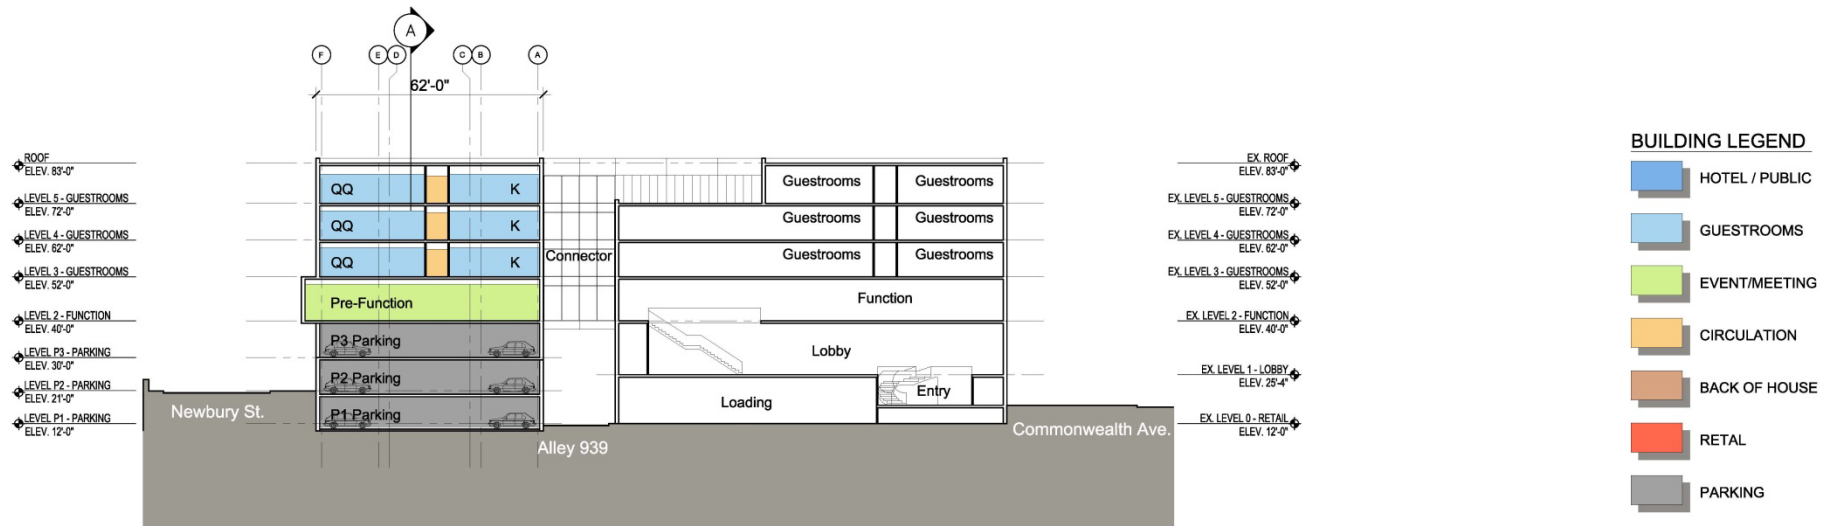 A
F
E
D
C
B
A
62'-0"
ROOF
ELEV. 83'-0"
LEVEL 5 - GUESTROOMS
ELEV. 72'-0"
LEVEL 4 - GUESTROOMS
ELEV. 62'-0"
LEVEL 3 - GUESTROOMS
ELEV. 52'-0"
LEVEL 2 - FUNCTION
ELEV. 40'-0"
LEVEL P3 - PARKING
ELEV. 30'-0"
LEVEL P2 - PARKING
ELEV. 21'-0"
LEVEL P1 - PARKING
ELEV. 12'-0"
QQ K
QQ K
QQ K
Pre-Function
P3 Parking
P2 Parking
P1 Parking
Newbury St.
Connector
Alley 939
Guestrooms Guestrooms
Guestrooms Guestrooms
Guestrooms Guestrooms
Function
Lobby
Entry
Loading
Commonwealth Ave.
EX. ROOF
ELEV. 83'-0"
EX. LEVEL 5 - GUESTROOMS
ELEV. 72'-0"
EX. LEVEL 4 - GUESTROOMS
ELEV. 62'-0"
EX. LEVEL 3 - GUESTROOMS
ELEV. 52'-0"
EX. LEVEL 2 - FUNCTION
ELEV. 40'-0"
EX. LEVEL 1 - LOBBY
ELEV. 25'-4"
EX. LEVEL 0 - RETAIL
ELEV. 12'-0"
BUILDING LEGEND
HOTEL / PUBLIC
GUESTROOMS
EVENT/MEETING
CIRCULATION
BACK OF HOUSE
RETAL
PARKING